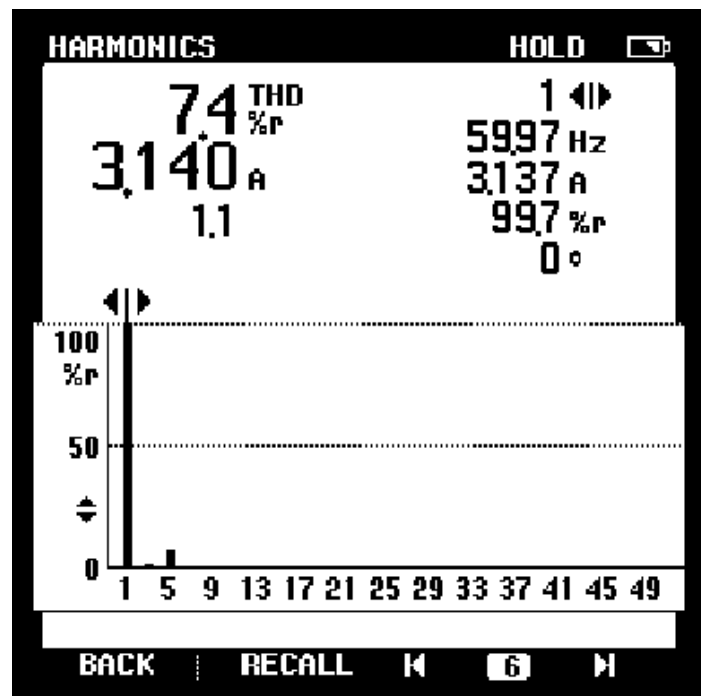 HARMONICS HOLD
7.4 THD %r 1
59.97 Hz
3.140 A 3.137 A
1.1 99.7 %r
0 °
100
%r
50
0
1 5 9 13 17 21 25 29 33 37 41 45 49
BACK RECALL 6